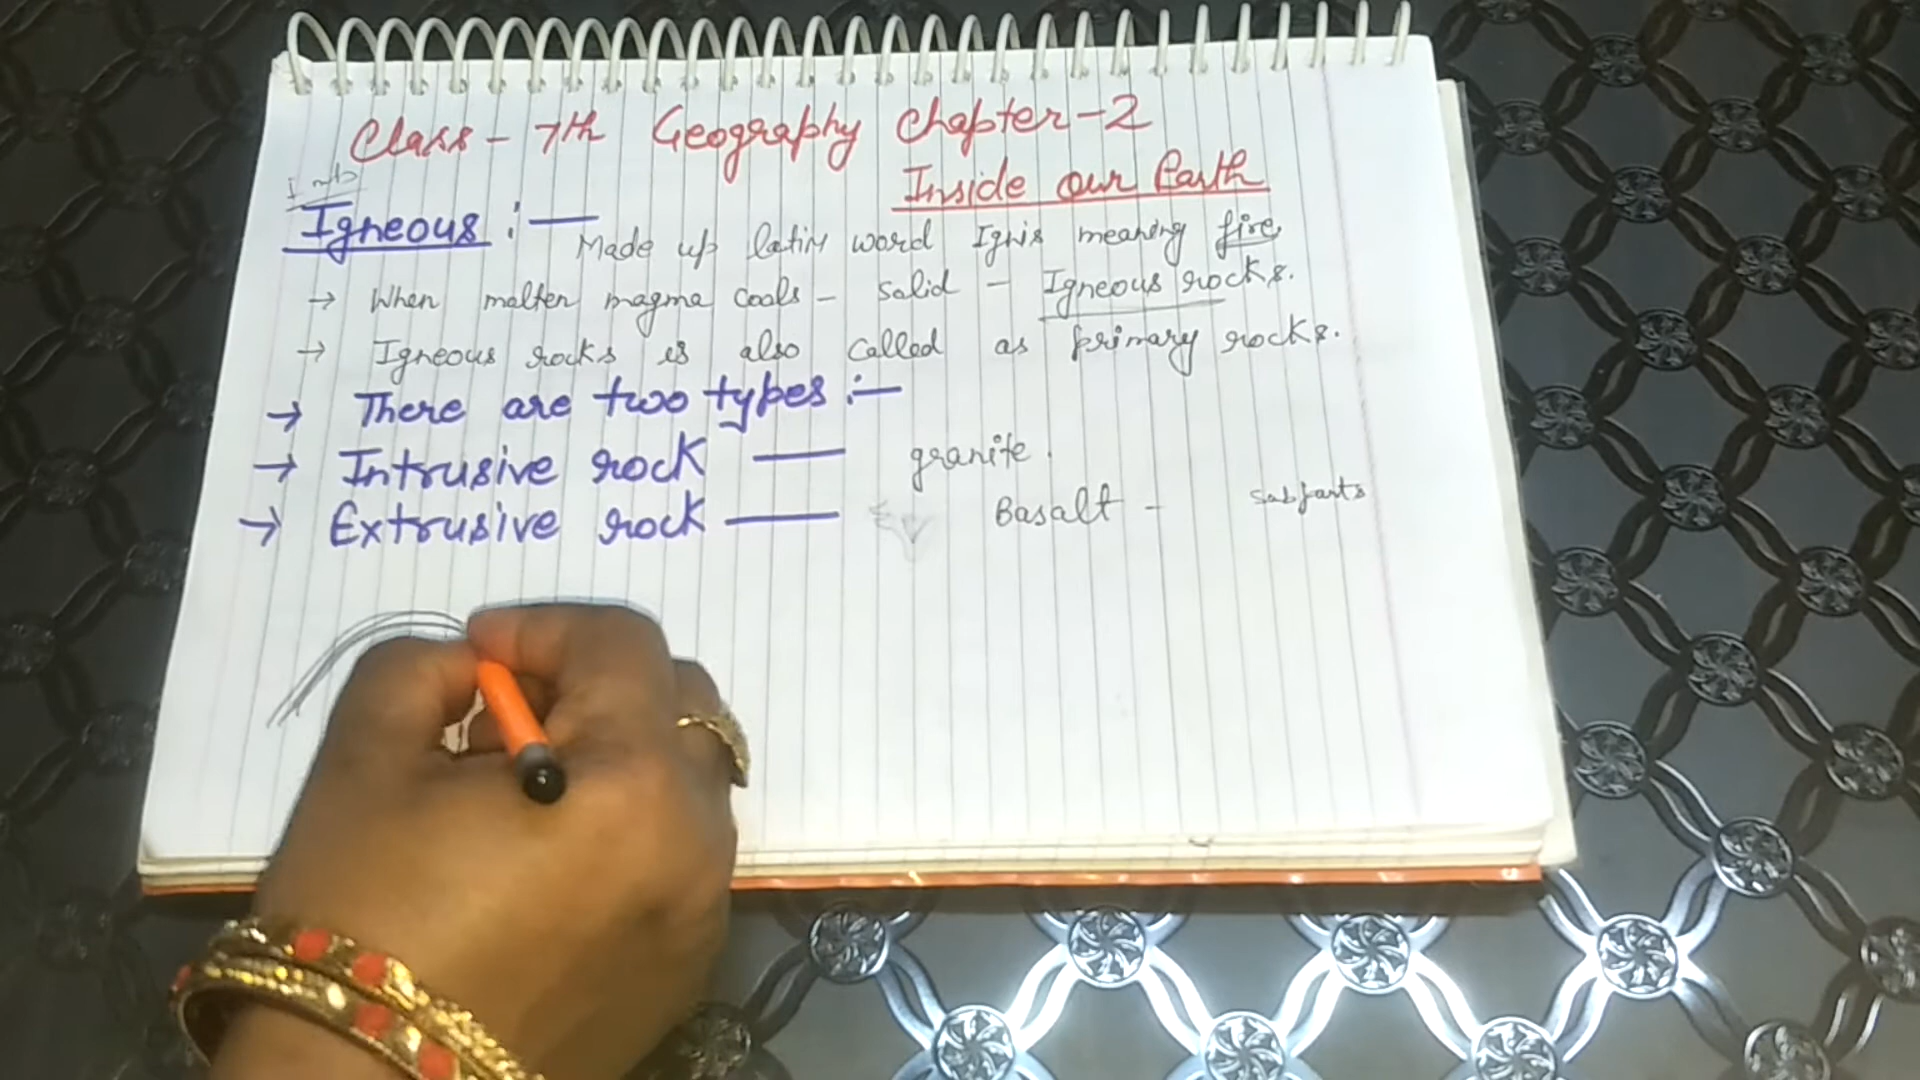 Class - 7th Geography Chapter - 2
Inside our Earth
Igneous :—
Made up latin word Ignis meaning fire
→ When molten magma cools - solid - Igneous rocks.
→ Igneous rocks is also called as primary rocks.
→ There are two types :—
→ Intrusive rock — granite.
→ Extrusive rock — Basalt -